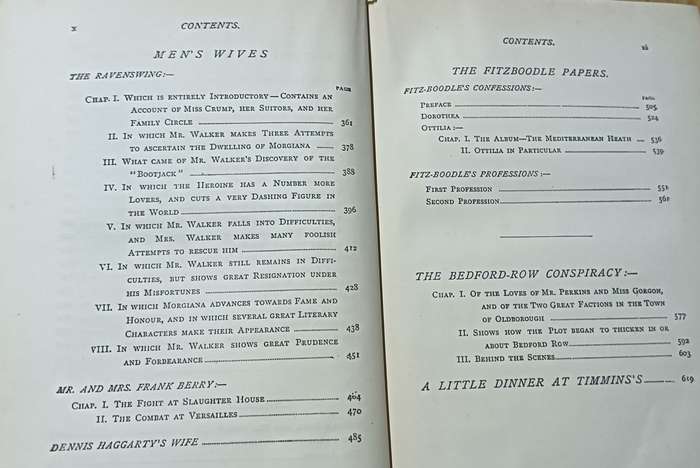 x
CONTENTS.
MEN'S WIVES
THE RAVENSWING:—
PAGE
CHAP. I. WHICH IS ENTIRELY INTRODUCTORY—CONTAINS AN
ACCOUNT OF MISS CRUMP, HER SUITORS, AND HER
FAMILY CIRCLE 361
II. IN WHICH MR. WALKER MAKES THREE ATTEMPTS
TO ASCERTAIN THE DWELLING OF MORGIANA 378
III. WHAT CAME OF MR. WALKER'S DISCOVERY OF THE
"BOOTJACK" 388
IV. IN WHICH THE HEROINE HAS A NUMBER MORE
LOVERS, AND CUTS A VERY DASHING FIGURE IN
THE WORLD 396
V. IN WHICH MR. WALKER FALLS INTO DIFFICULTIES,
AND MRS. WALKER MAKES MANY FOOLISH
ATTEMPTS TO RESCUE HIM 412
VI. IN WHICH MR. WALKER STILL REMAINS IN DIFFI-
CULTIES, BUT SHOWS GREAT RESIGNATION UNDER
HIS MISFORTUNES 428
VII. IN WHICH MORGIANA ADVANCES TOWARDS FAME AND
HONOUR, AND IN WHICH SEVERAL GREAT LITERARY
CHARACTERS MAKE THEIR APPEARANCE 438
VIII. IN WHICH MR. WALKER SHOWS GREAT PRUDENCE
AND FORBEARANCE 451
MR. AND MRS. FRANK BERRY:—
CHAP. I. THE FIGHT AT SLAUGHTER HOUSE 464
II. THE COMBAT AT VERSAILLES 470
DENNIS HAGGARTY'S WIFE 485
CONTENTS.
xi
THE FITZBOODLE PAPERS.
FITZ-BOODLE'S CONFESSIONS:—
PAGE
PREFACE 505
DOROTHEA 524
OTTILIA:—
CHAP. I. THE ALBUM—THE MEDITERRANEAN HEATH 536
II. OTTILIA IN PARTICULAR 539
FITZ-BOODLE'S PROFESSIONS:—
FIRST PROFESSION 551
SECOND PROFESSION 561
THE BEDFORD-ROW CONSPIRACY:—
CHAP. I. OF THE LOVES OF MR. PERKINS AND MISS GORGON,
AND OF THE TWO GREAT FACTIONS IN THE TOWN
OF OLDBOROUGH 577
II. SHOWS HOW THE PLOT BEGAN TO THICKEN IN OR
ABOUT BEDFORD ROW 592
III. BEHIND THE SCENES 603
A LITTLE DINNER AT TIMMINS'S 619